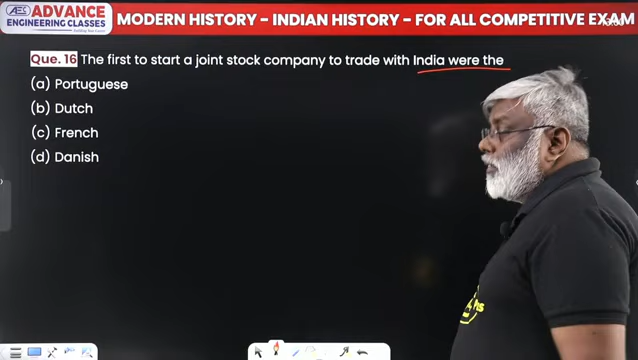 AEC ADVANCE
ENGINEERING CLASSES
MODERN HISTORY - INDIAN HISTORY - FOR ALL COMPETITIVE EXAM
Que. 16 The first to start a joint stock company to trade with India were the
(a) Portuguese
(b) Dutch
(c) French
(d) Danish